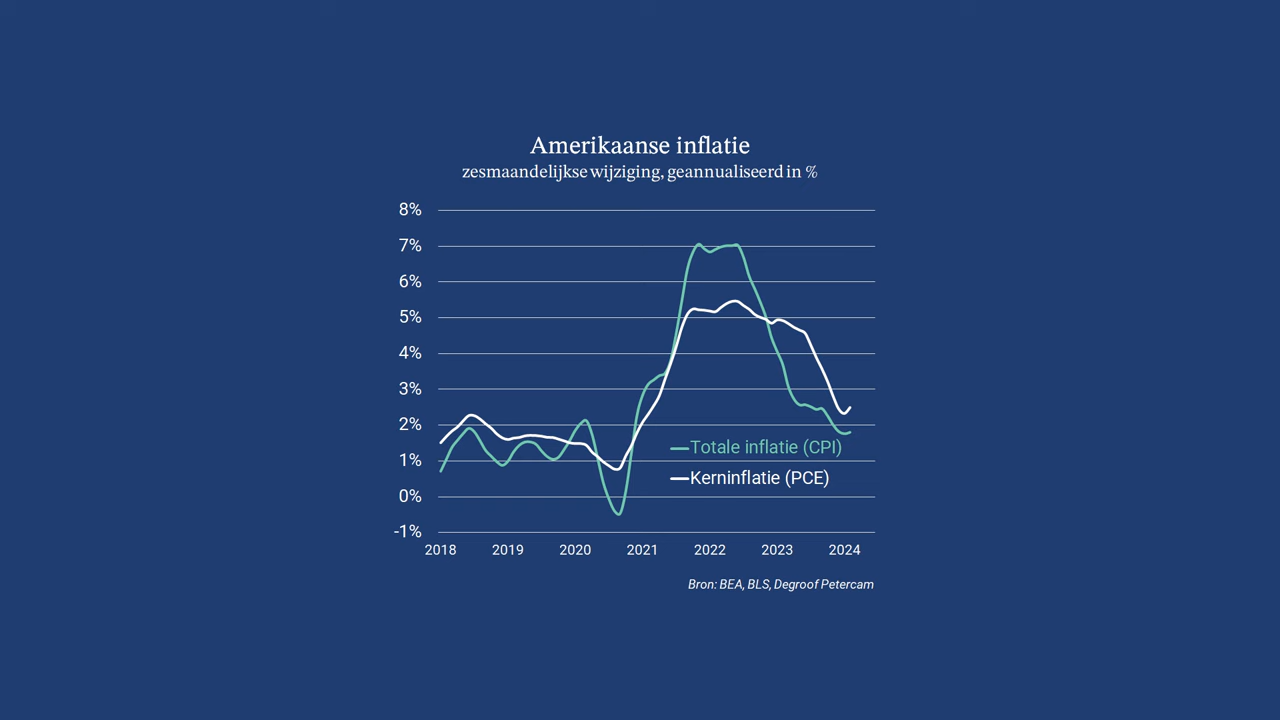 Amerikaanse inflatie
zesmaandelijkse wijziging, geannualiseerd in %
8%
7%
6%
5%
4%
3%
2%
1%
0%
-1%
Totale inflatie (CPI)
Kerninflatie (PCE)
2018 2019 2020 2021 2022 2023 2024
Bron: BEA, BLS, Degroof Petercam